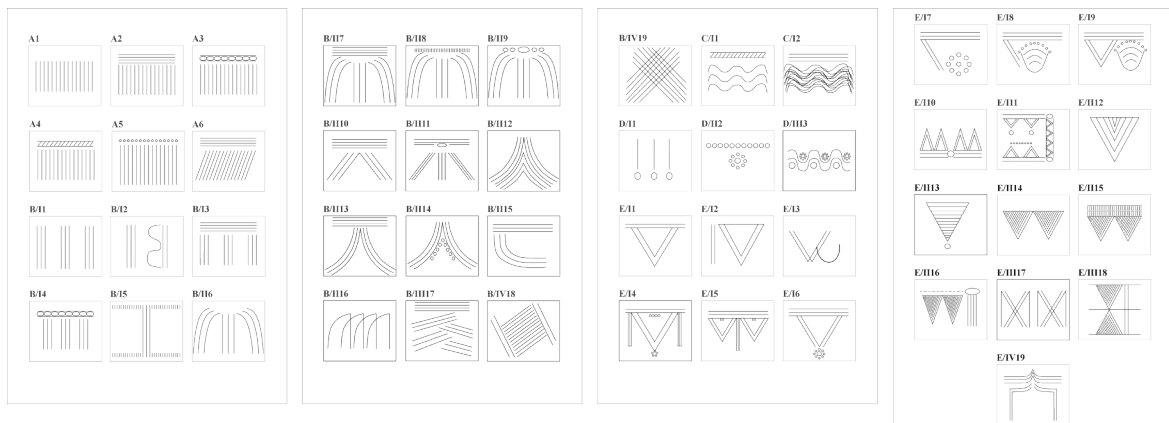 A1 A2 A3
A4 A5 A6
B/I1 B/I2 B/I3
B/I4 B/I5 B/II6
B/II7 B/II8 B/II9
B/II10 B/II11 B/II12
B/II13 B/II14 B/II15
B/II16 B/III17 B/IV18
B/IV19 C/I1 C/I2
D/I1 D/II2 D/III3
E/I1 E/I2 E/I3
E/I4 E/I5 E/I6
E/I7 E/I8 E/I9
E/I10 E/I11 E/II12
E/II13 E/II14 E/II15
E/II16 E/III17 E/III18
E/IV19